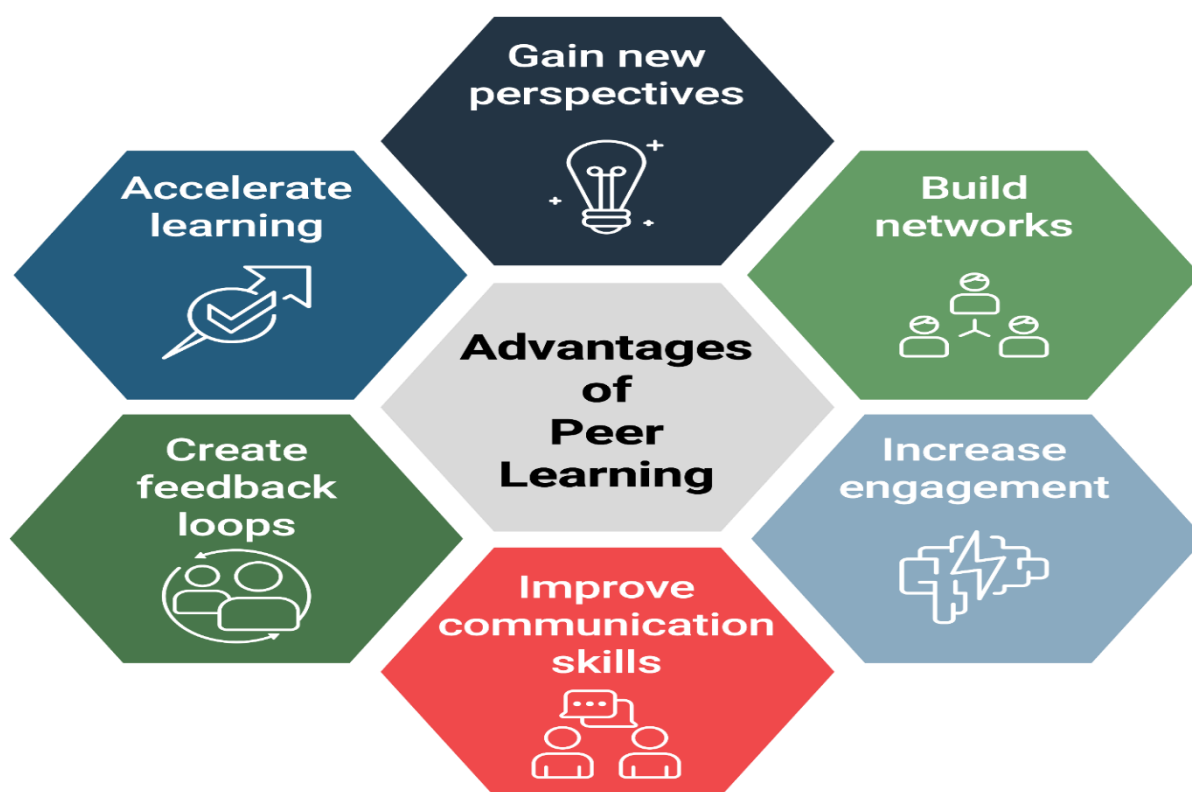 Gain new
perspectives
Accelerate
learning
Build
networks
Advantages
of
Peer
Learning
Create
feedback
loops
Increase
engagement
Improve
communication
skills